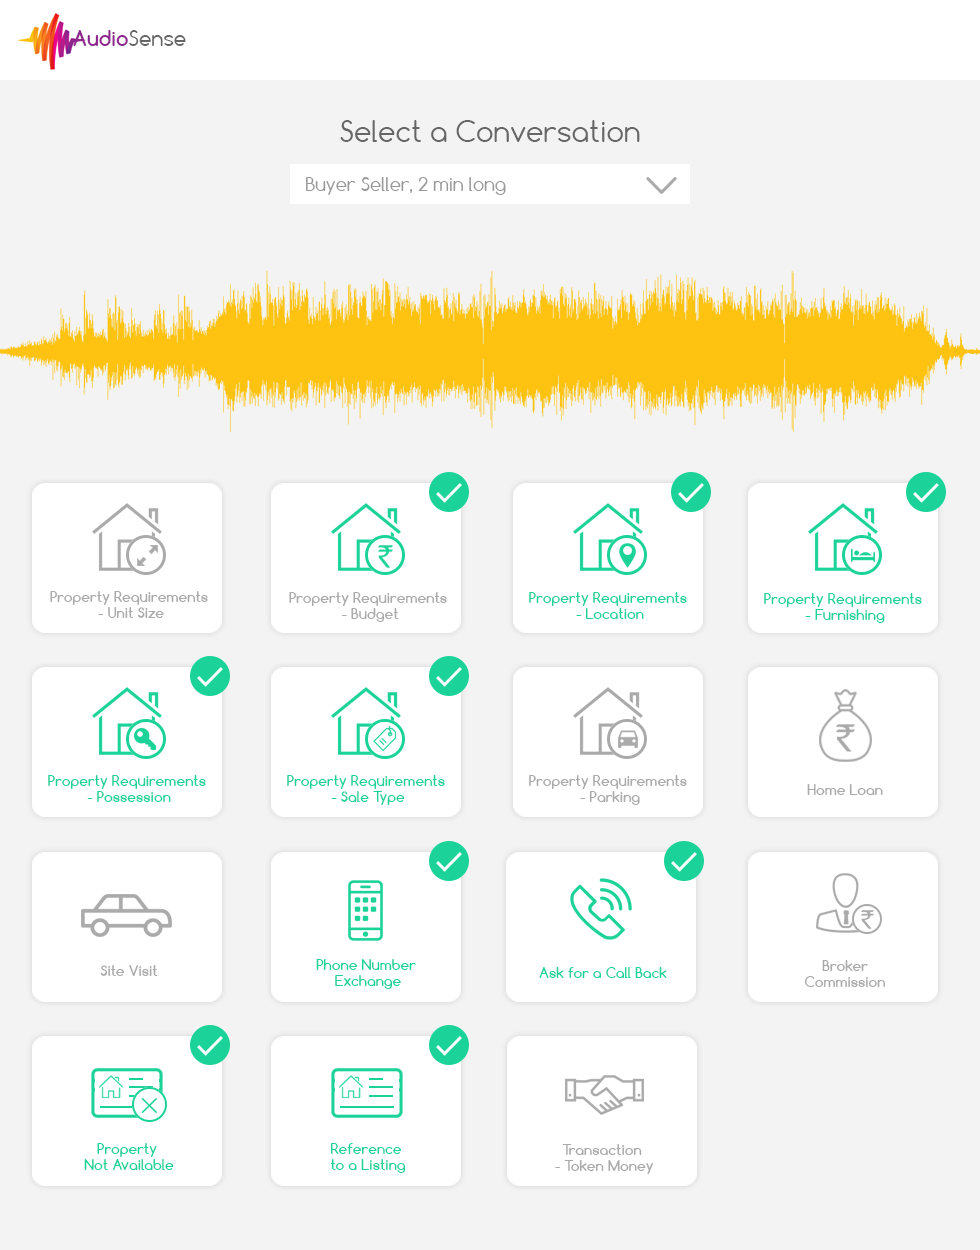 AudioSense
Select a Conversation
Buyer Seller, 2 min long
Property Requirements
- Unit Size
Property Requirements
- Budget
Property Requirements
- Location
Property Requirements
- Furnishing
Property Requirements
- Possession
Property Requirements
- Sale Type
Property Requirements
- Parking
₹
Home Loan
Site Visit
Phone Number
Exchange
Ask for a Call Back
Broker
Commission
Property
Not Available
Reference
to a Listing
Transaction
- Token Money